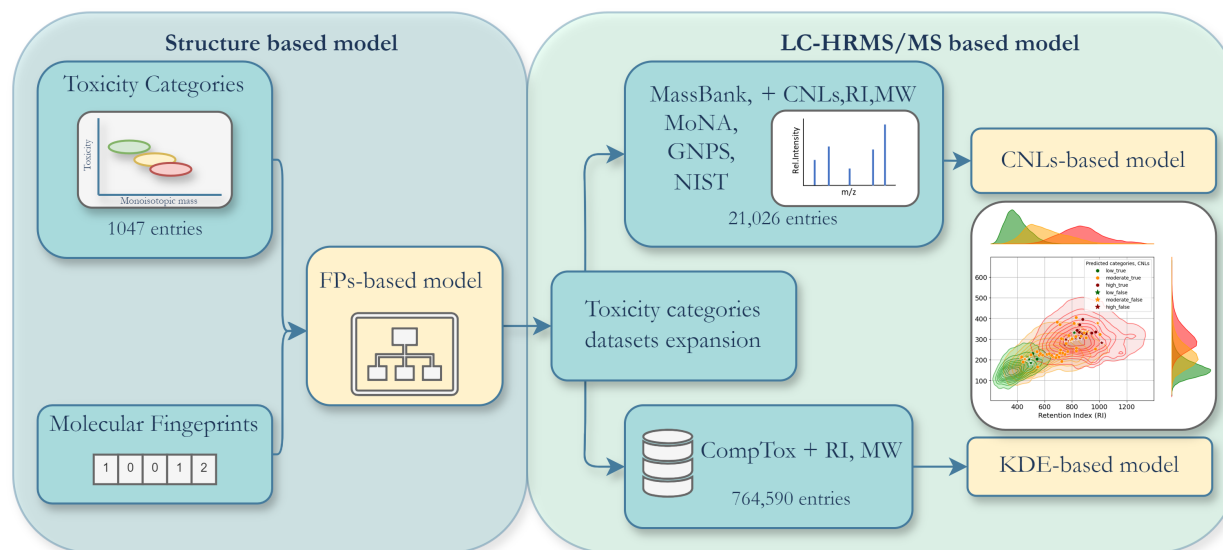 Structure based model
Toxicity Categories
Toxicity
Monoisotopic mass
1047 entries
Molecular Fingeprints
1 0 0 1 2
FPs-based model
LC-HRMS/MS based model
MassBank, + CNLs,RI,MW
MoNA,
GNPS,
NIST
Rel.Intensity
m/z
21,026 entries
Toxicity categories
datasets expansion
CompTox + RI, MW
764,590 entries
CNLs-based model
Predicted categories, CNLs
low_true
moderate_true
high_true
low_false
moderate_false
high_false
600
500
400
300
200
100
400 600 800 1000 1200
Retention Index (RI)
KDE-based model